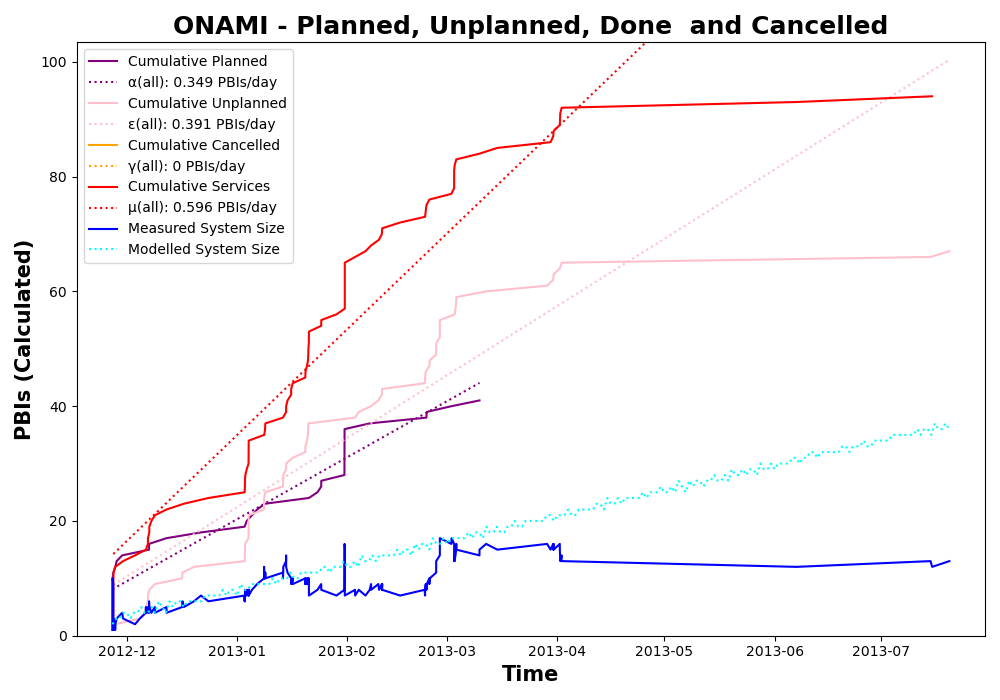 ONAMI - Planned, Unplanned, Done  and Cancelled
PBIs (Calculated)
100
80
60
40
20
0
Cumulative Planned
α(all): 0.349 PBIs/day
Cumulative Unplanned
ε(all): 0.391 PBIs/day
Cumulative Cancelled
γ(all): 0 PBIs/day
Cumulative Services
μ(all): 0.596 PBIs/day
Measured System Size
Modelled System Size
2012-12 2013-01 2013-02 2013-03 2013-04 2013-05 2013-06 2013-07
Time